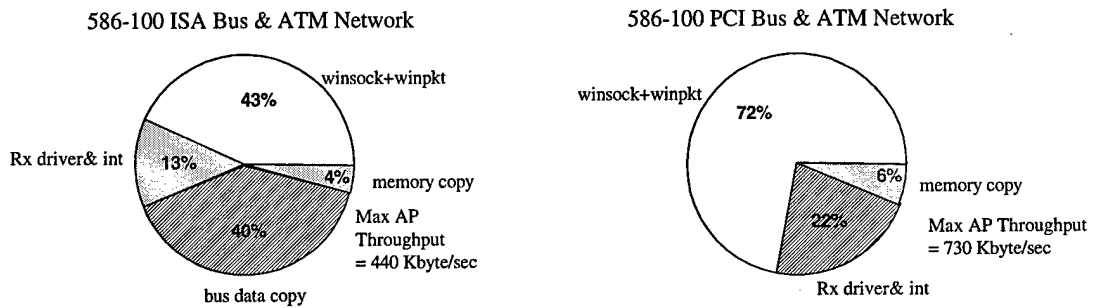 586-100 ISA Bus & ATM Network
winsock+winpkt
43%
Rx driver& int
13%
4%
memory copy
40%
Max AP
Throughput
= 440 Kbyte/sec
bus data copy
586-100 PCI Bus & ATM Network
winsock+winpkt
72%
6%
memory copy
22%
Max AP Throughput
= 730 Kbyte/sec
Rx driver& int